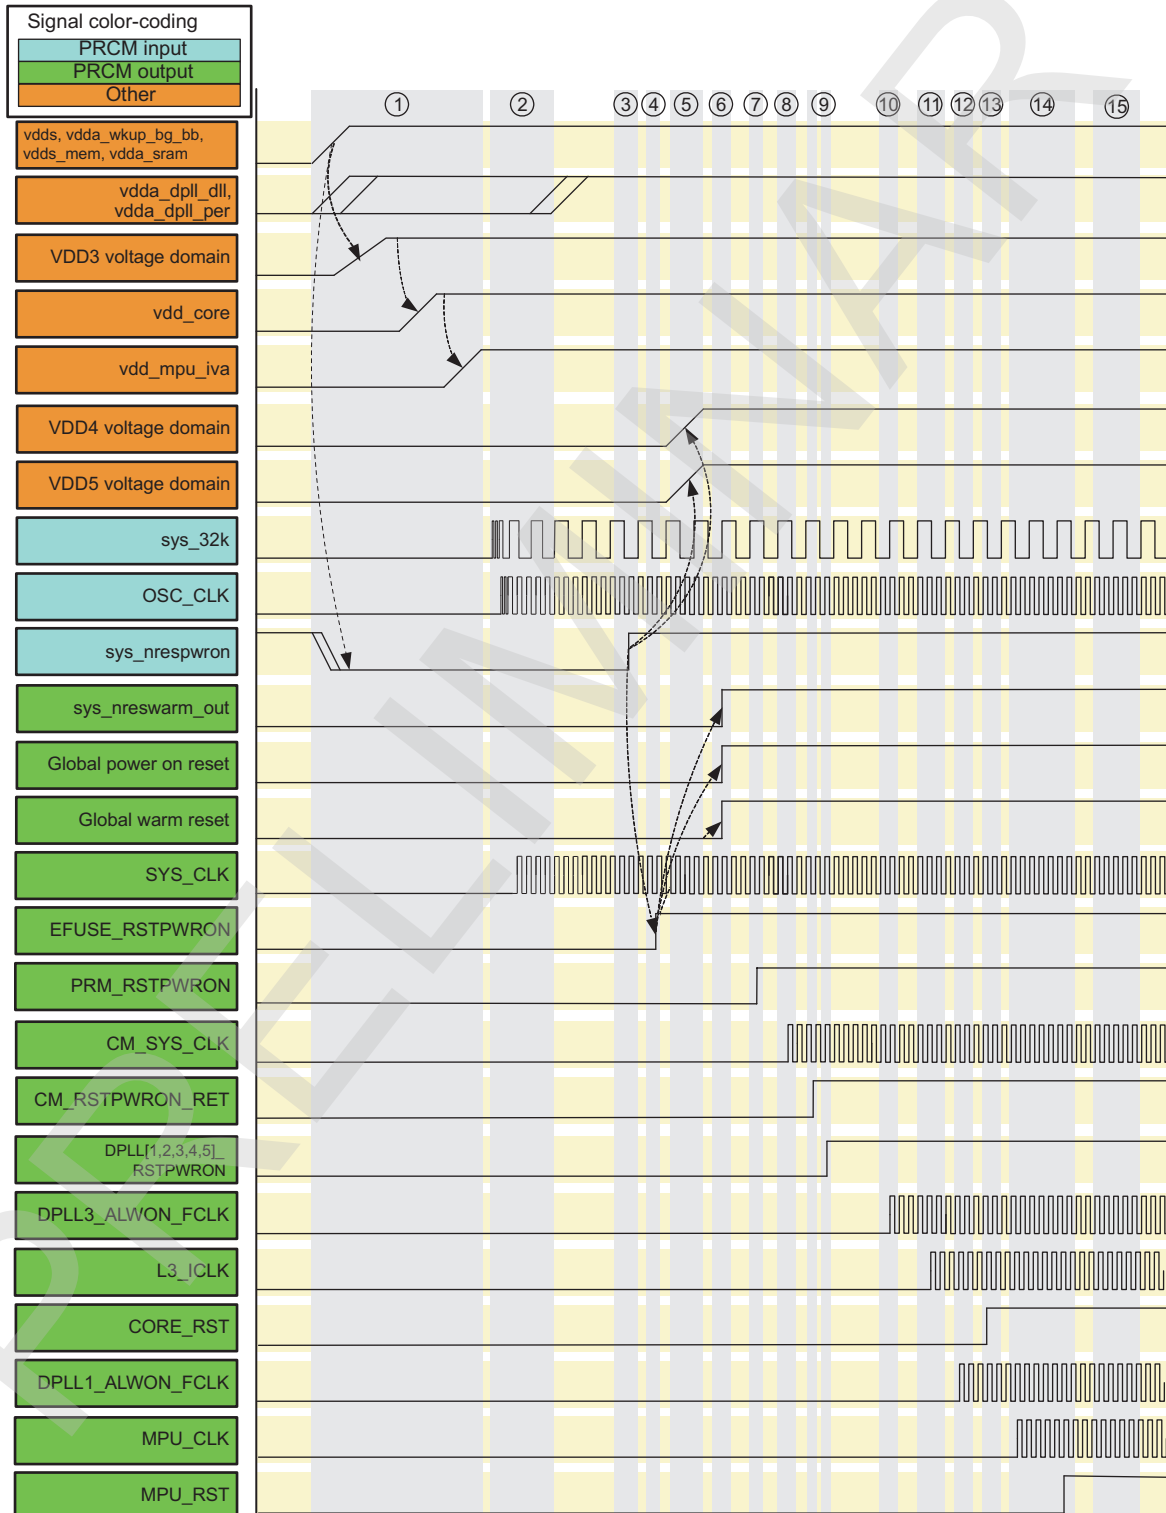 Signal color-coding
PRCM input
PRCM output
Other
① ② ③ ④ ⑤ ⑥ ⑦ ⑧ ⑨ ⑩ ⑪ ⑫ ⑬ ⑭ ⑮
vdds, vdda_wkup_bg_bb,
vdds_mem, vdda_sram
vdda_dpll_dll,
vdda_dpll_per
VDD3 voltage domain
vdd_core
vdd_mpu_iva
VDD4 voltage domain
VDD5 voltage domain
sys_32k
OSC_CLK
sys_nrespwron
sys_nreswarm_out
Global power on reset
Global warm reset
SYS_CLK
EFUSE_RSTPWRON
PRM_RSTPWRON
CM_SYS_CLK
CM_RSTPWRON_RET
DPLL[1,2,3,4,5]_
RSTPWRON
DPLL3_ALWON_FCLK
L3_ICLK
CORE_RST
DPLL1_ALWON_FCLK
MPU_CLK
MPU_RST
PRELIMINAR